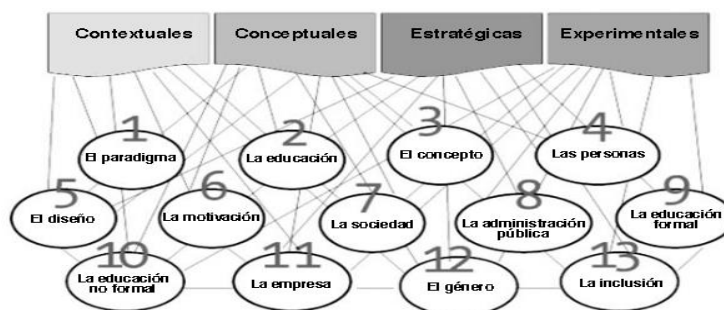 Contextuales Conceptuales Estratégicas Experimentales
1 2 3 4
El paradigma La educación El concepto Las personas
5 6 7 8 9
El diseño La motivación La sociedad La administración pública La educación formal
10 11 12 13
La educación no formal La empresa El género La inclusión